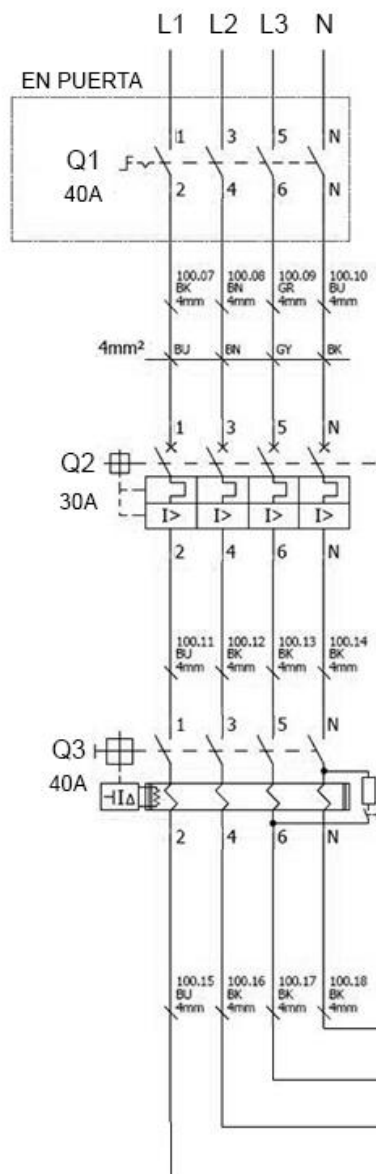 L1 L2 L3 N
EN PUERTA
Q1
40A
1 3 5 N
2 4 6 N
100.07 100.08 100.09 100.10
BK BN GR BU
4mm 4mm 4mm 4mm
4mm² BU BN GY BK
1 3 5 N
Q2
30A
I> I> I> I>
2 4 6 N
100.11 100.12 100.13 100.14
BU BK BK BK
4mm 4mm 4mm 4mm
1 3 5 N
Q3
40A
IΔ
2 4 6 N
100.15 100.16 100.17 100.18
BU BK BK BK
4mm 4mm 4mm 4mm